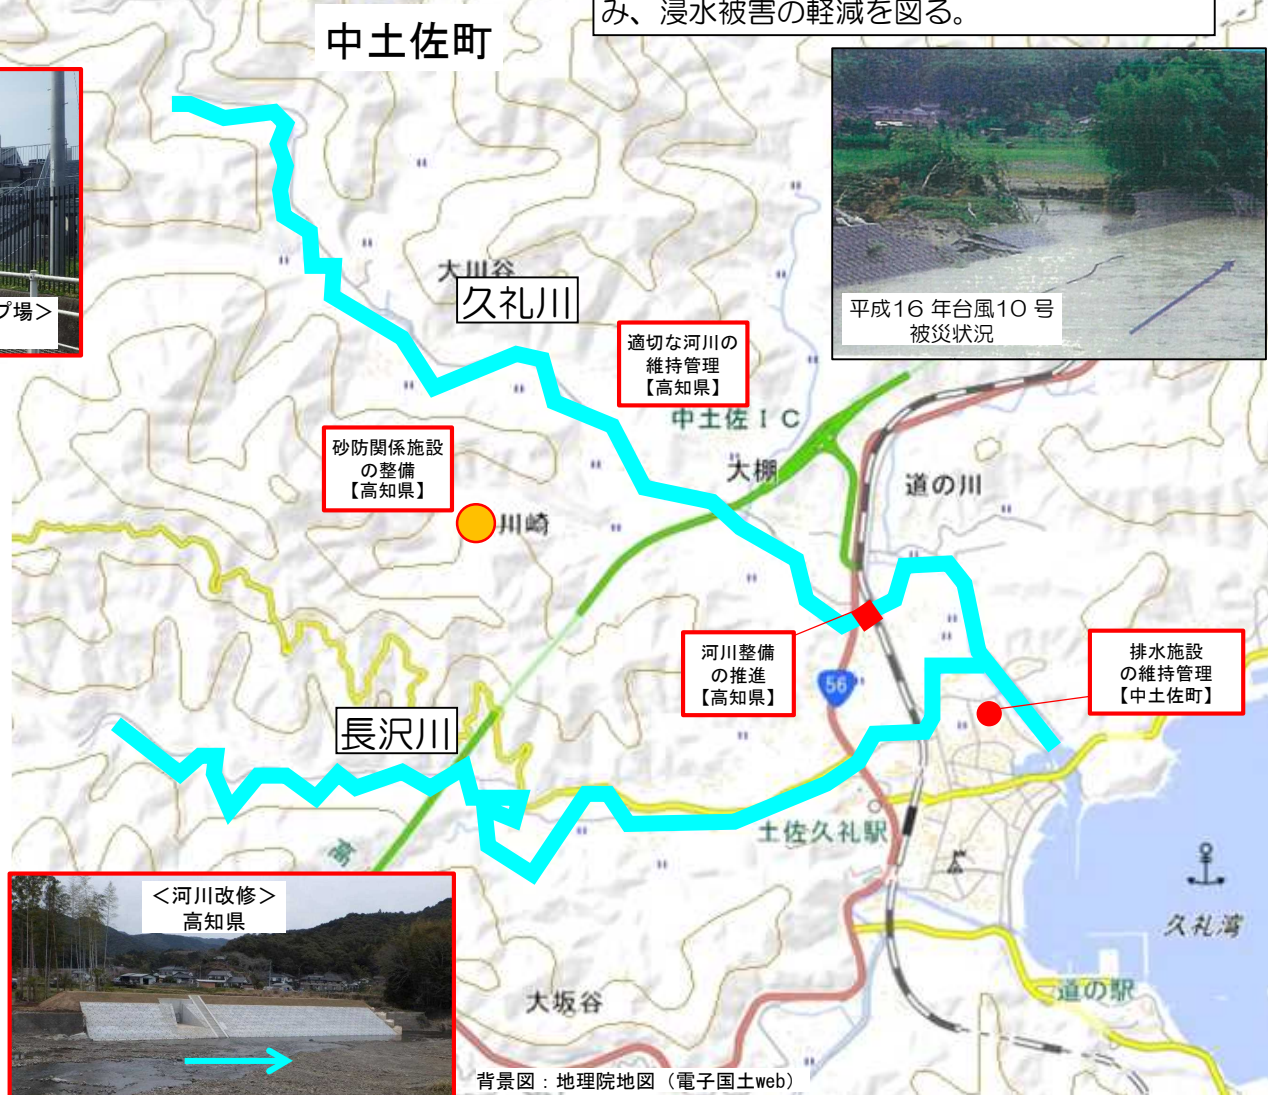 み、浸水被害の軽減を図る。
中土佐町
プ場＞
平成16 年台風10 号
被災状況
大川谷
久礼川
適切な河川の
維持管理
【高知県】
中土佐ＩＣ
大棚
道の川
砂防関係施設
の整備
【高知県】
川崎
河川整備
の推進
【高知県】
56
排水施設
の維持管理
【中土佐町】
長沢川
高
土佐久礼駅
＜河川改修＞
高知県
久礼湾
道の駅
大坂谷
背景図：地理院地図（電子国土web）